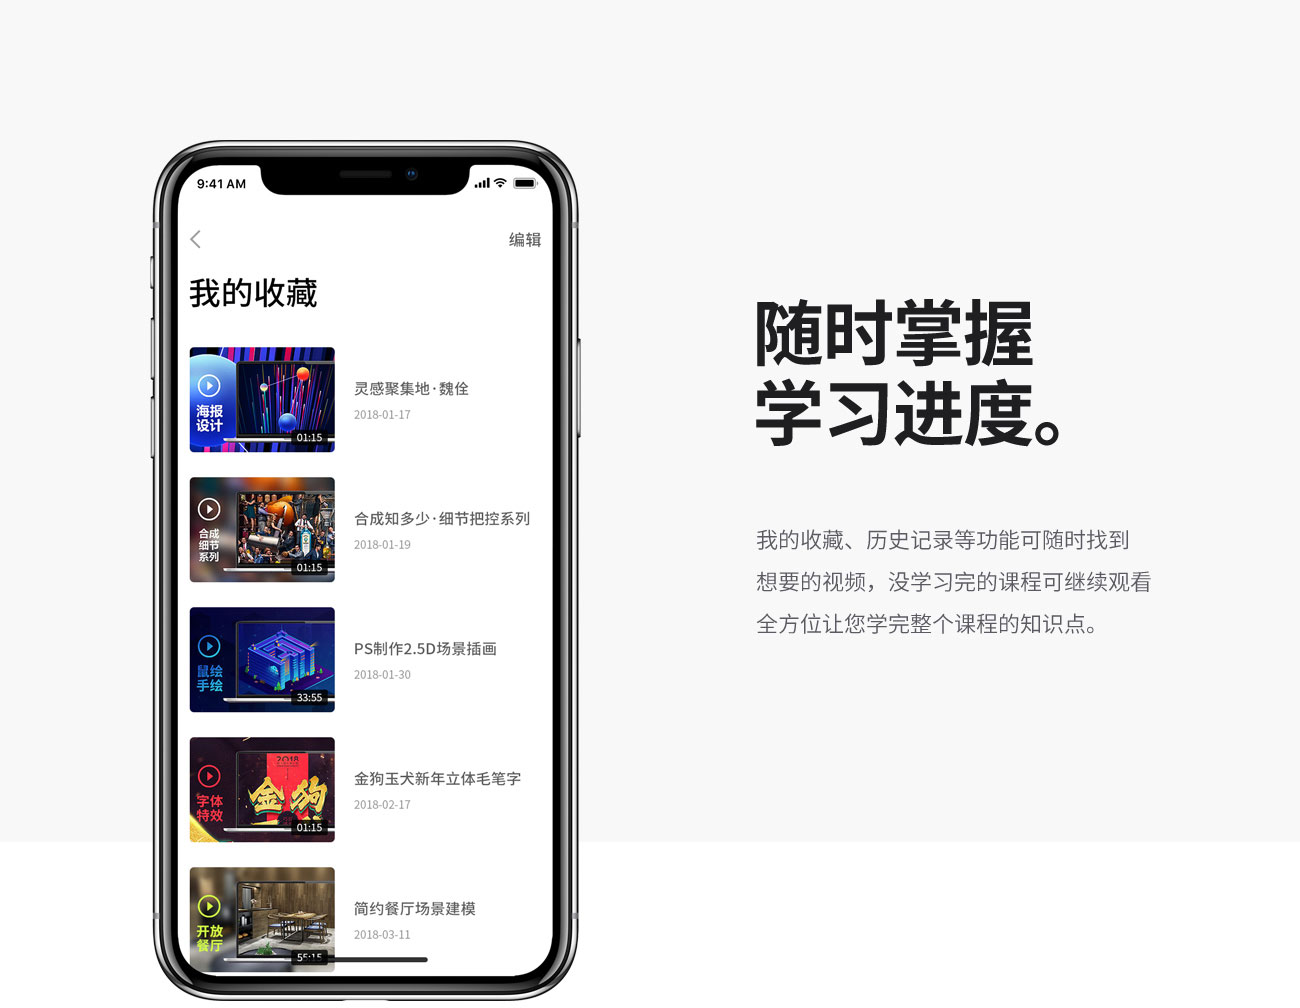 9:41 AM
编辑
我的收藏
海报
设计
01:15
灵感聚集地·魏佺
2018-01-17
合成
细节
系列
01:15
合成知多少·细节把控系列
2018-01-19
鼠绘
手绘
33:55
PS制作2.5D场景插画
2018-01-30
字体
特效
2018
金狗
01:15
金狗玉犬新年立体毛笔字
2018-02-17
开放
餐厅
55:15
简约餐厅场景建模
2018-03-11
随时掌握
学习进度。
我的收藏、历史记录等功能可随时找到
想要的视频，没学习完的课程可继续观看
全方位让您学完整个课程的知识点。